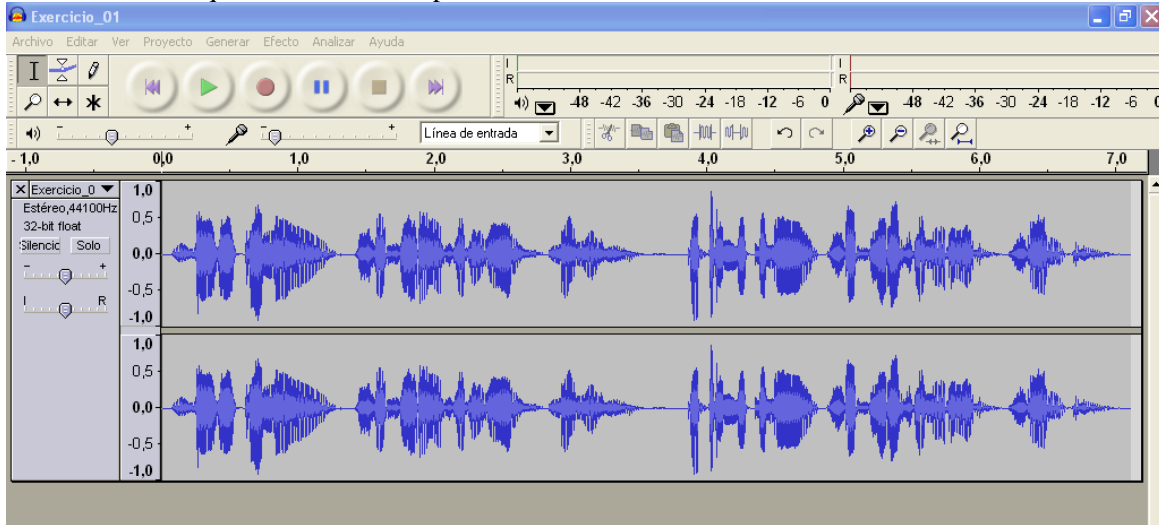 Exercicio_01
Archivo Editar Ver Proyecto Generar Efecto Analizar Ayuda
I R I R
-48 -42 -36 -30 -24 -18 -12 -6 0 -48 -42 -36 -30 -24 -18 -12 -6 0
- + - + Línea de entrada
- 1,0 0,0 1,0 2,0 3,0 4,0 5,0 6,0 7,0
Exercicio_0 1,0
Estéreo,44100Hz 0,5
32-bit float
Silencic Solo 0,0
- +
-0,5
I R
-1,0
1,0
0,5
0,0
-0,5
-1,0